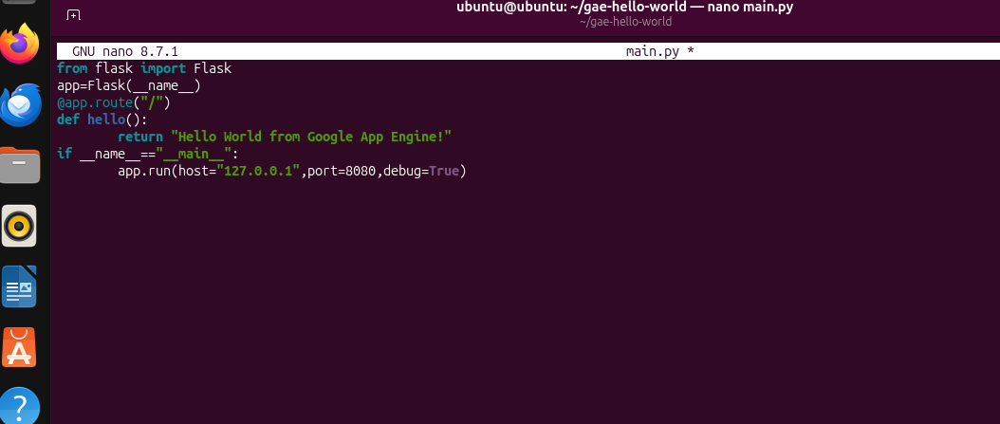 ubuntu@ubuntu: ~/gae-hello-world — nano main.py
~/gae-hello-world
GNU nano 8.7.1 main.py *
from flask import Flask
app=Flask(__name__)
@app.route("/")
def hello():
        return "Hello World from Google App Engine!"
if __name__=="__main__":
        app.run(host="127.0.0.1",port=8080,debug=True)